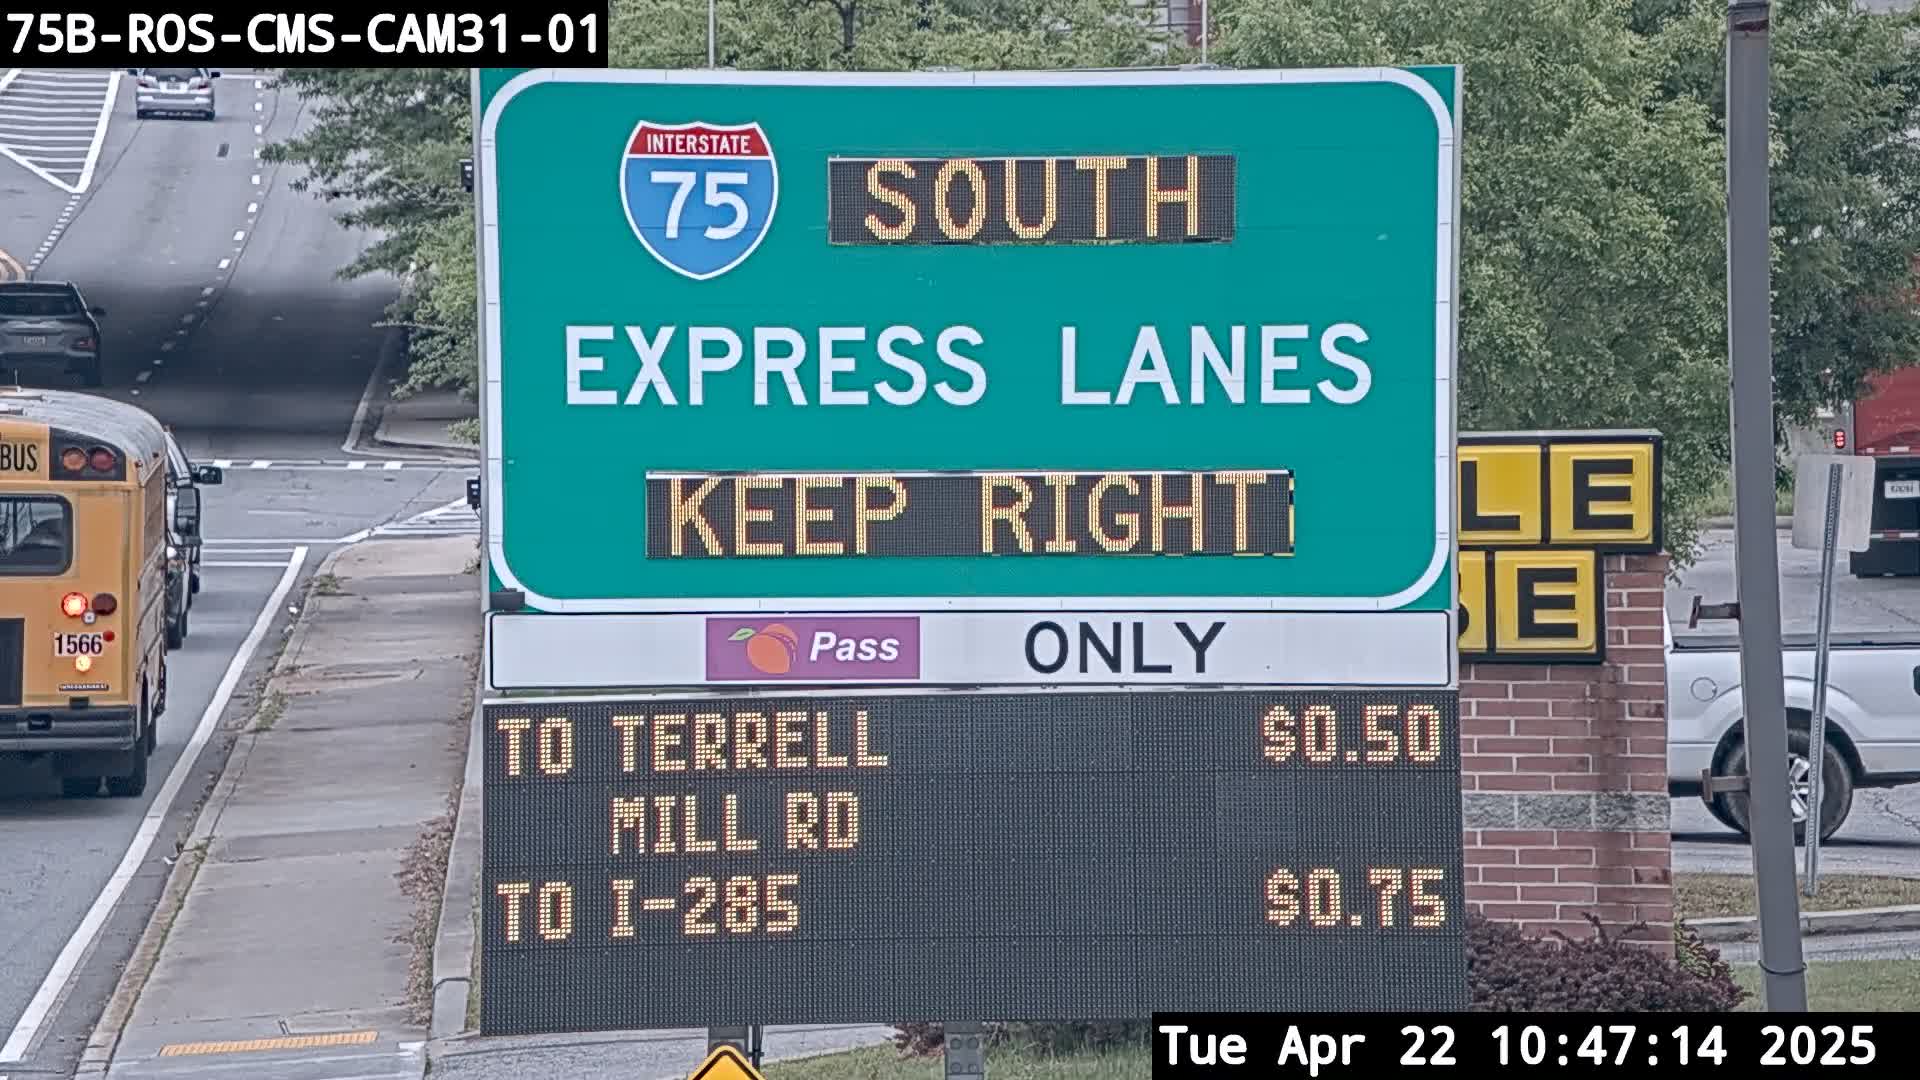 75B-ROS-CMS-CAM31-01
INTERSTATE
75
SOUTH
EXPRESS LANES
KEEP RIGHT
Pass
ONLY
TO TERRELL $0.50
MILL RD
TO I-285 $0.75
BUS
1566
LE
E
Tue Apr 22 10:47:14 2025